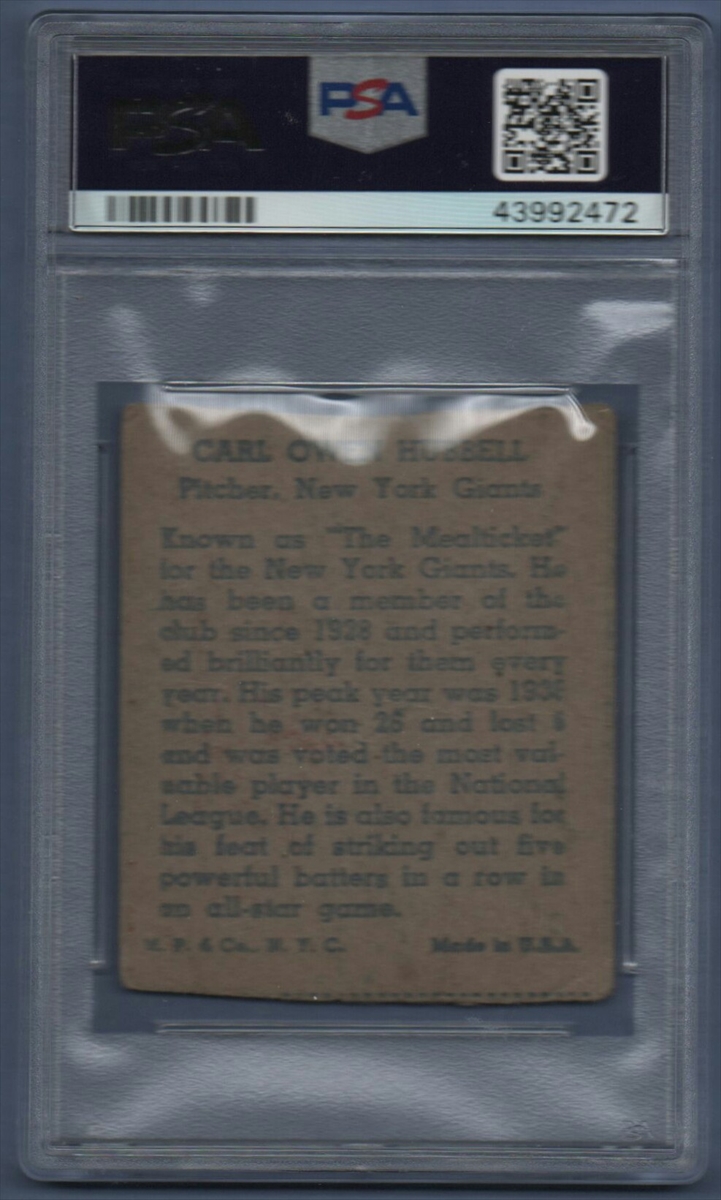 PSA
PSA
43992472
CARL OWEN HUBBELL
Pitcher, New York Giants
Known as "The Mealticket"
for the New York Giants. He
has been a member of the
club since 1928 and perform-
ed brilliantly for them every
year. His peak year was 193
when he won 26 and lost 6
and was voted the most val-
uable player in the National
League. He is also famous for
his feat of striking out five
powerful batters in a row in
an all-star game.
M. P. & Co., N. Y. C. Made in U.S.A.